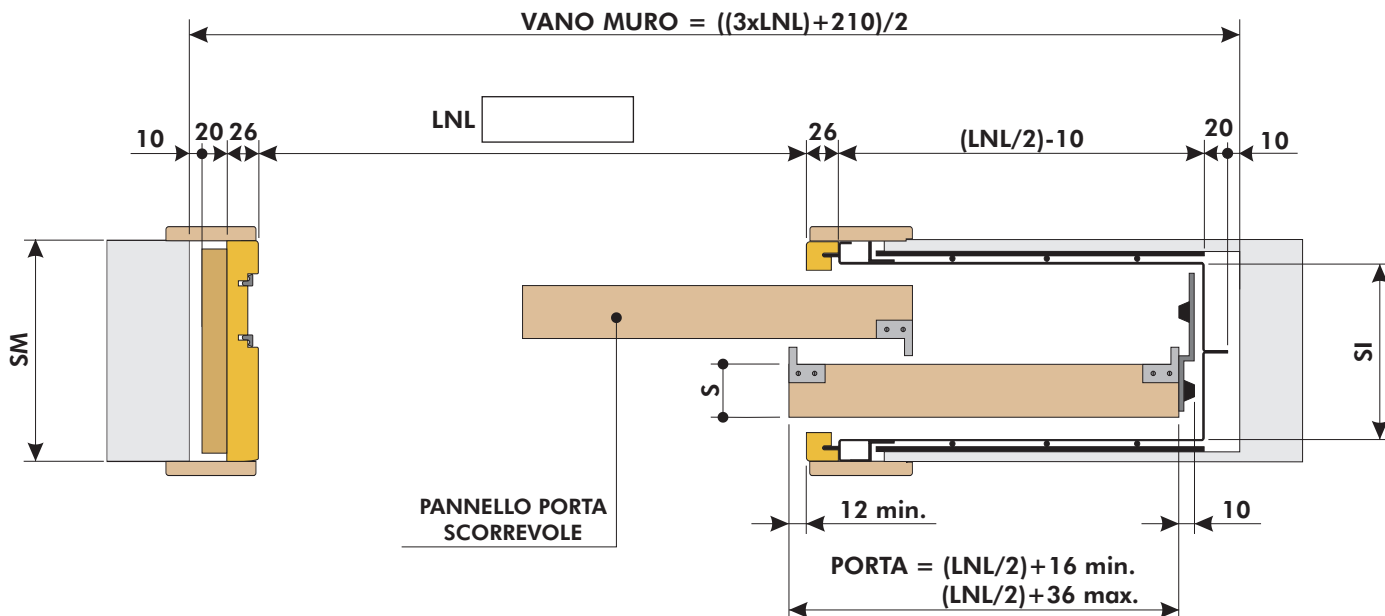 VANO MURO = ((3xLNL)+210)/2
LNL
10
20
26
26
(LNL/2)-10
20
10
SM
S
SI
PANNELLO PORTA
SCORREVOLE
12 min.
10
PORTA = (LNL/2)+16 min.
(LNL/2)+36 max.